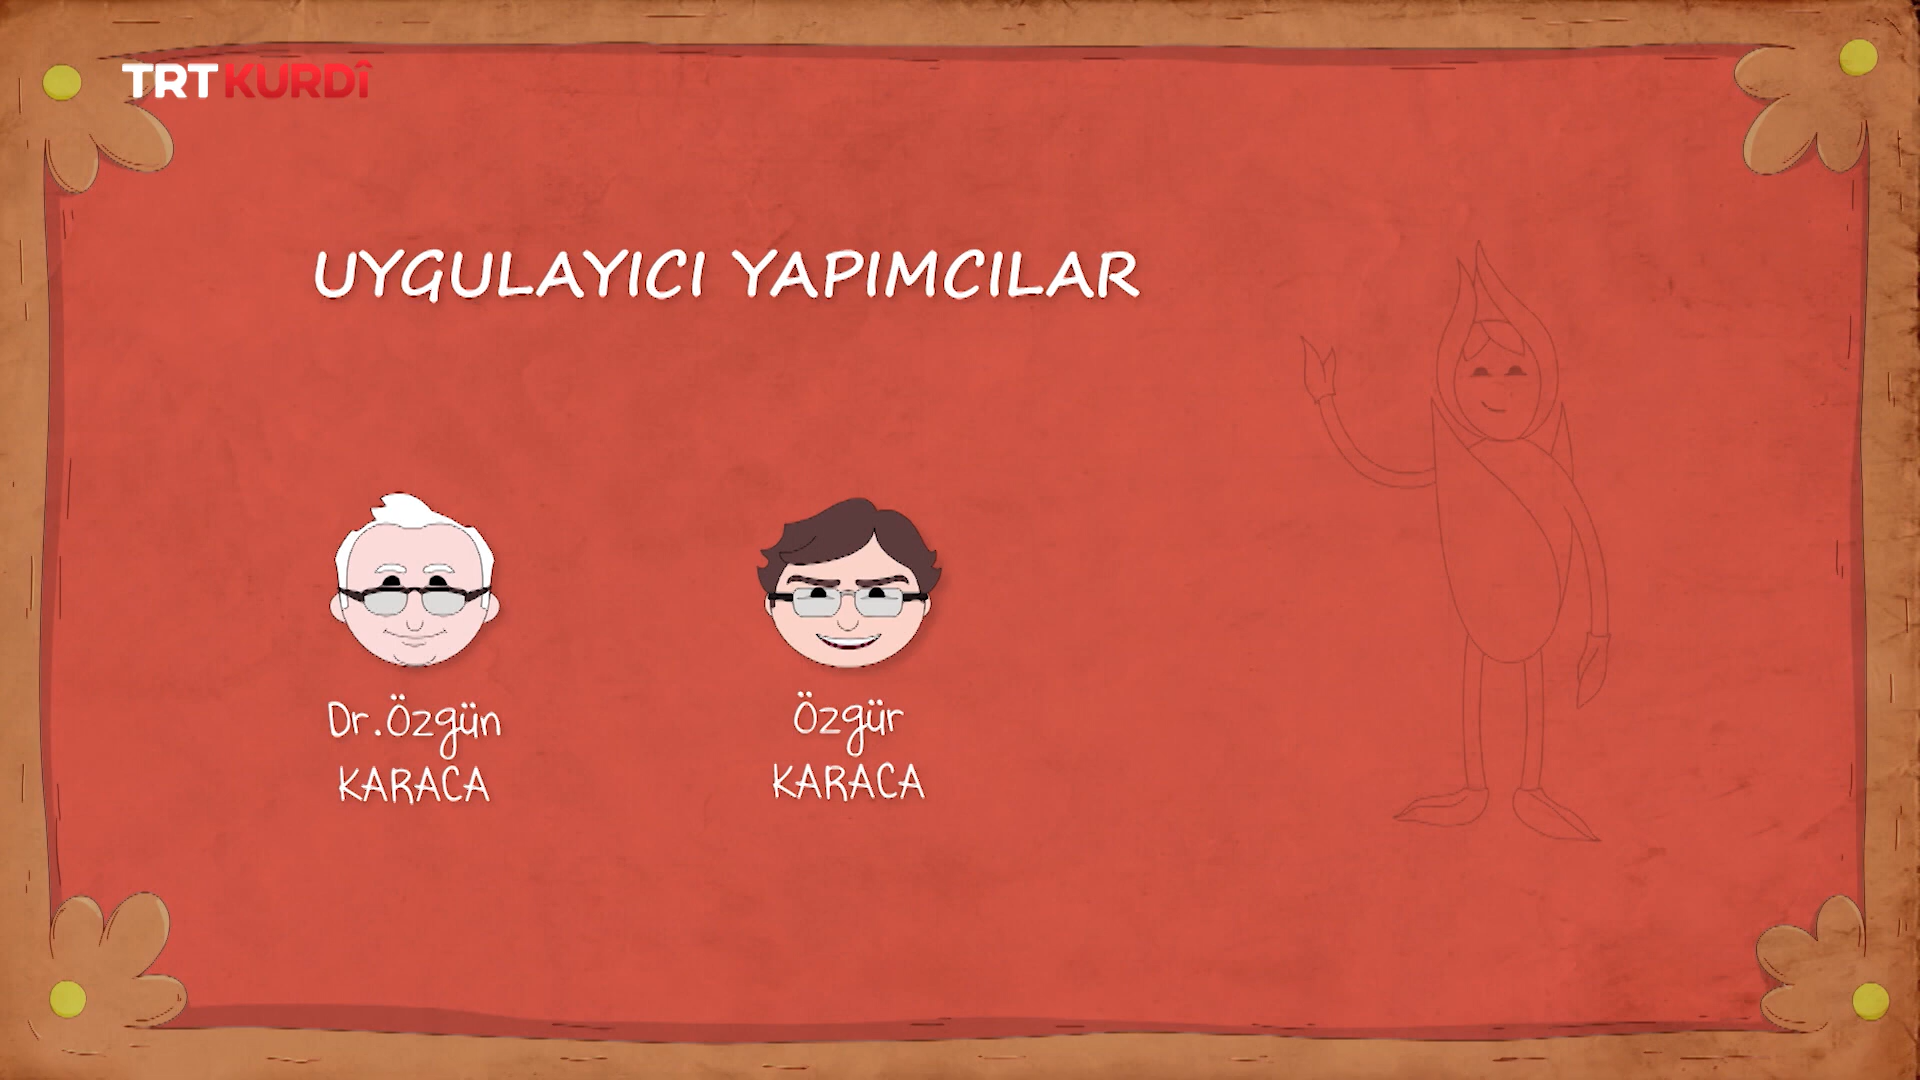 TRT KURDÎ
UYGULAYICI YAPIMCILAR
Dr.Özgün
KARACA
Özgür
KARACA